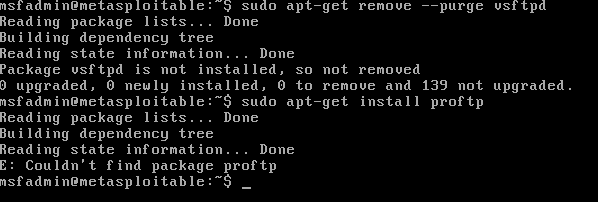 msfadmin@metasploitable:~$ sudo apt-get remove --purge vsftpd
Reading package lists... Done
Building dependency tree
Reading state information... Done
Package vsftpd is not installed, so not removed
0 upgraded, 0 newly installed, 0 to remove and 139 not upgraded.
msfadmin@metasploitable:~$ sudo apt-get install proftp
Reading package lists... Done
Building dependency tree
Reading state information... Done
E: Couldn't find package proftp
msfadmin@metasploitable:~$ _